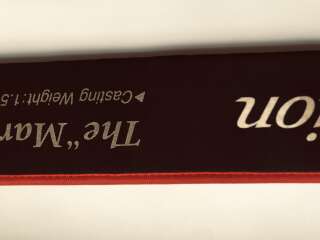 The "Mar
▶Casting Weight:1.5
ion